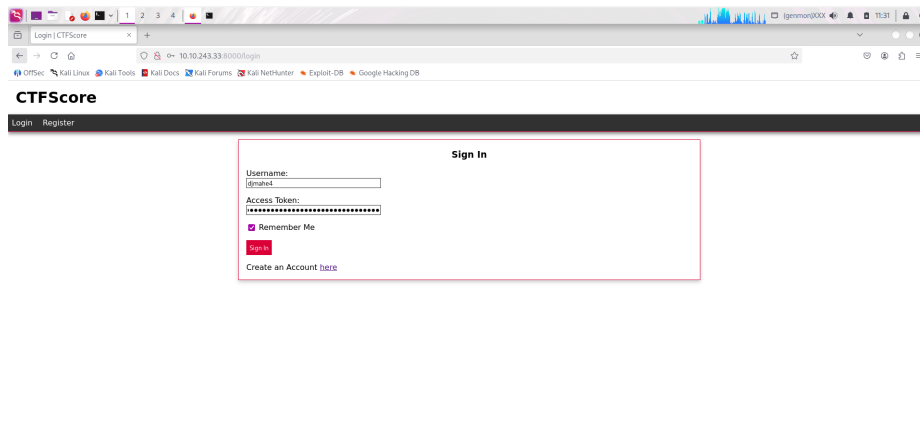 1 2 3 4 (genmon)XXX 11:31
Login | CTFScore
10.10.243.33:8000/login
OffSec Kali Linux Kali Tools Kali Docs Kali Forums Kali NetHunter Exploit-DB Google Hacking DB
CTFScore
Login Register
Sign In
Username:
djmahe4
Access Token:
Remember Me
Sign In
Create an Account here